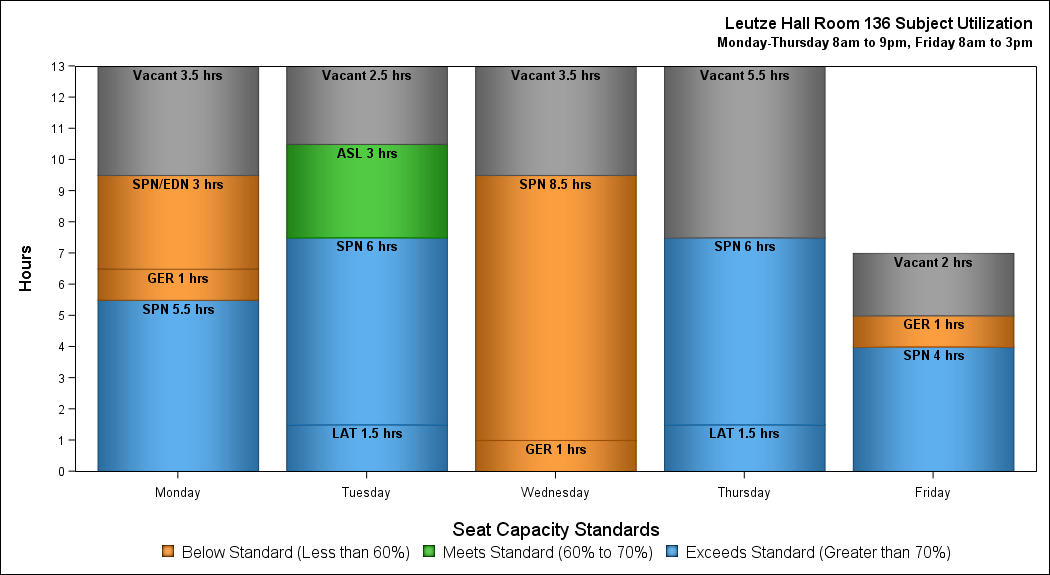 Leutze Hall Room 136 Subject Utilization
Monday-Thursday 8am to 9pm, Friday 8am to 3pm
Hours
13
12
11
10
9
8
7
6
5
4
3
2
1
0
Vacant 3.5 hrs
SPN/EDN 3 hrs
GER 1 hrs
SPN 5.5 hrs
Vacant 2.5 hrs
ASL 3 hrs
SPN 6 hrs
LAT 1.5 hrs
Vacant 3.5 hrs
SPN 8.5 hrs
GER 1 hrs
Vacant 5.5 hrs
SPN 6 hrs
LAT 1.5 hrs
Vacant 2 hrs
GER 1 hrs
SPN 4 hrs
Monday Tuesday Wednesday Thursday Friday
Seat Capacity Standards
Below Standard (Less than 60%) Meets Standard (60% to 70%) Exceeds Standard (Greater than 70%)